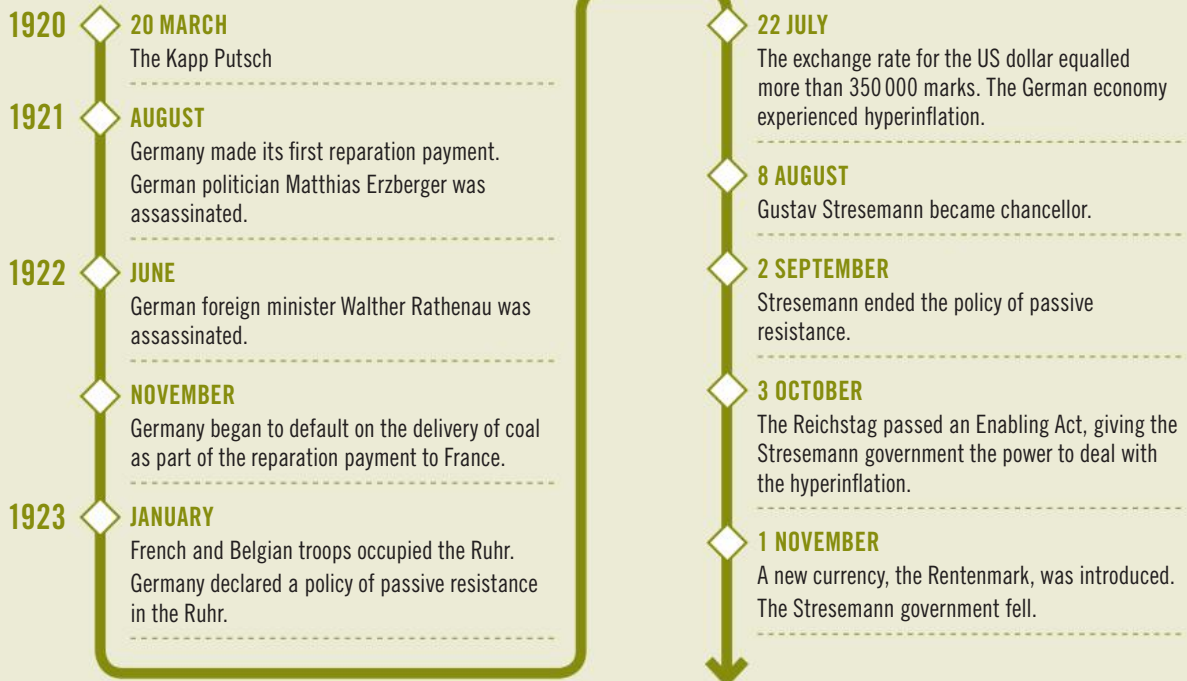 1920
20 MARCH
The Kapp Putsch
1921
AUGUST
Germany made its first reparation payment.
German politician Matthias Erzberger was
assassinated.
1922
JUNE
German foreign minister Walther Rathenau was
assassinated.
NOVEMBER
Germany began to default on the delivery of coal
as part of the reparation payment to France.
1923
JANUARY
French and Belgian troops occupied the Ruhr.
Germany declared a policy of passive resistance
in the Ruhr.
22 JULY
The exchange rate for the US dollar equalled
more than 350 000 marks. The German economy
experienced hyperinflation.
8 AUGUST
Gustav Stresemann became chancellor.
2 SEPTEMBER
Stresemann ended the policy of passive
resistance.
3 OCTOBER
The Reichstag passed an Enabling Act, giving the
Stresemann government the power to deal with
the hyperinflation.
1 NOVEMBER
A new currency, the Rentenmark, was introduced.
The Stresemann government fell.